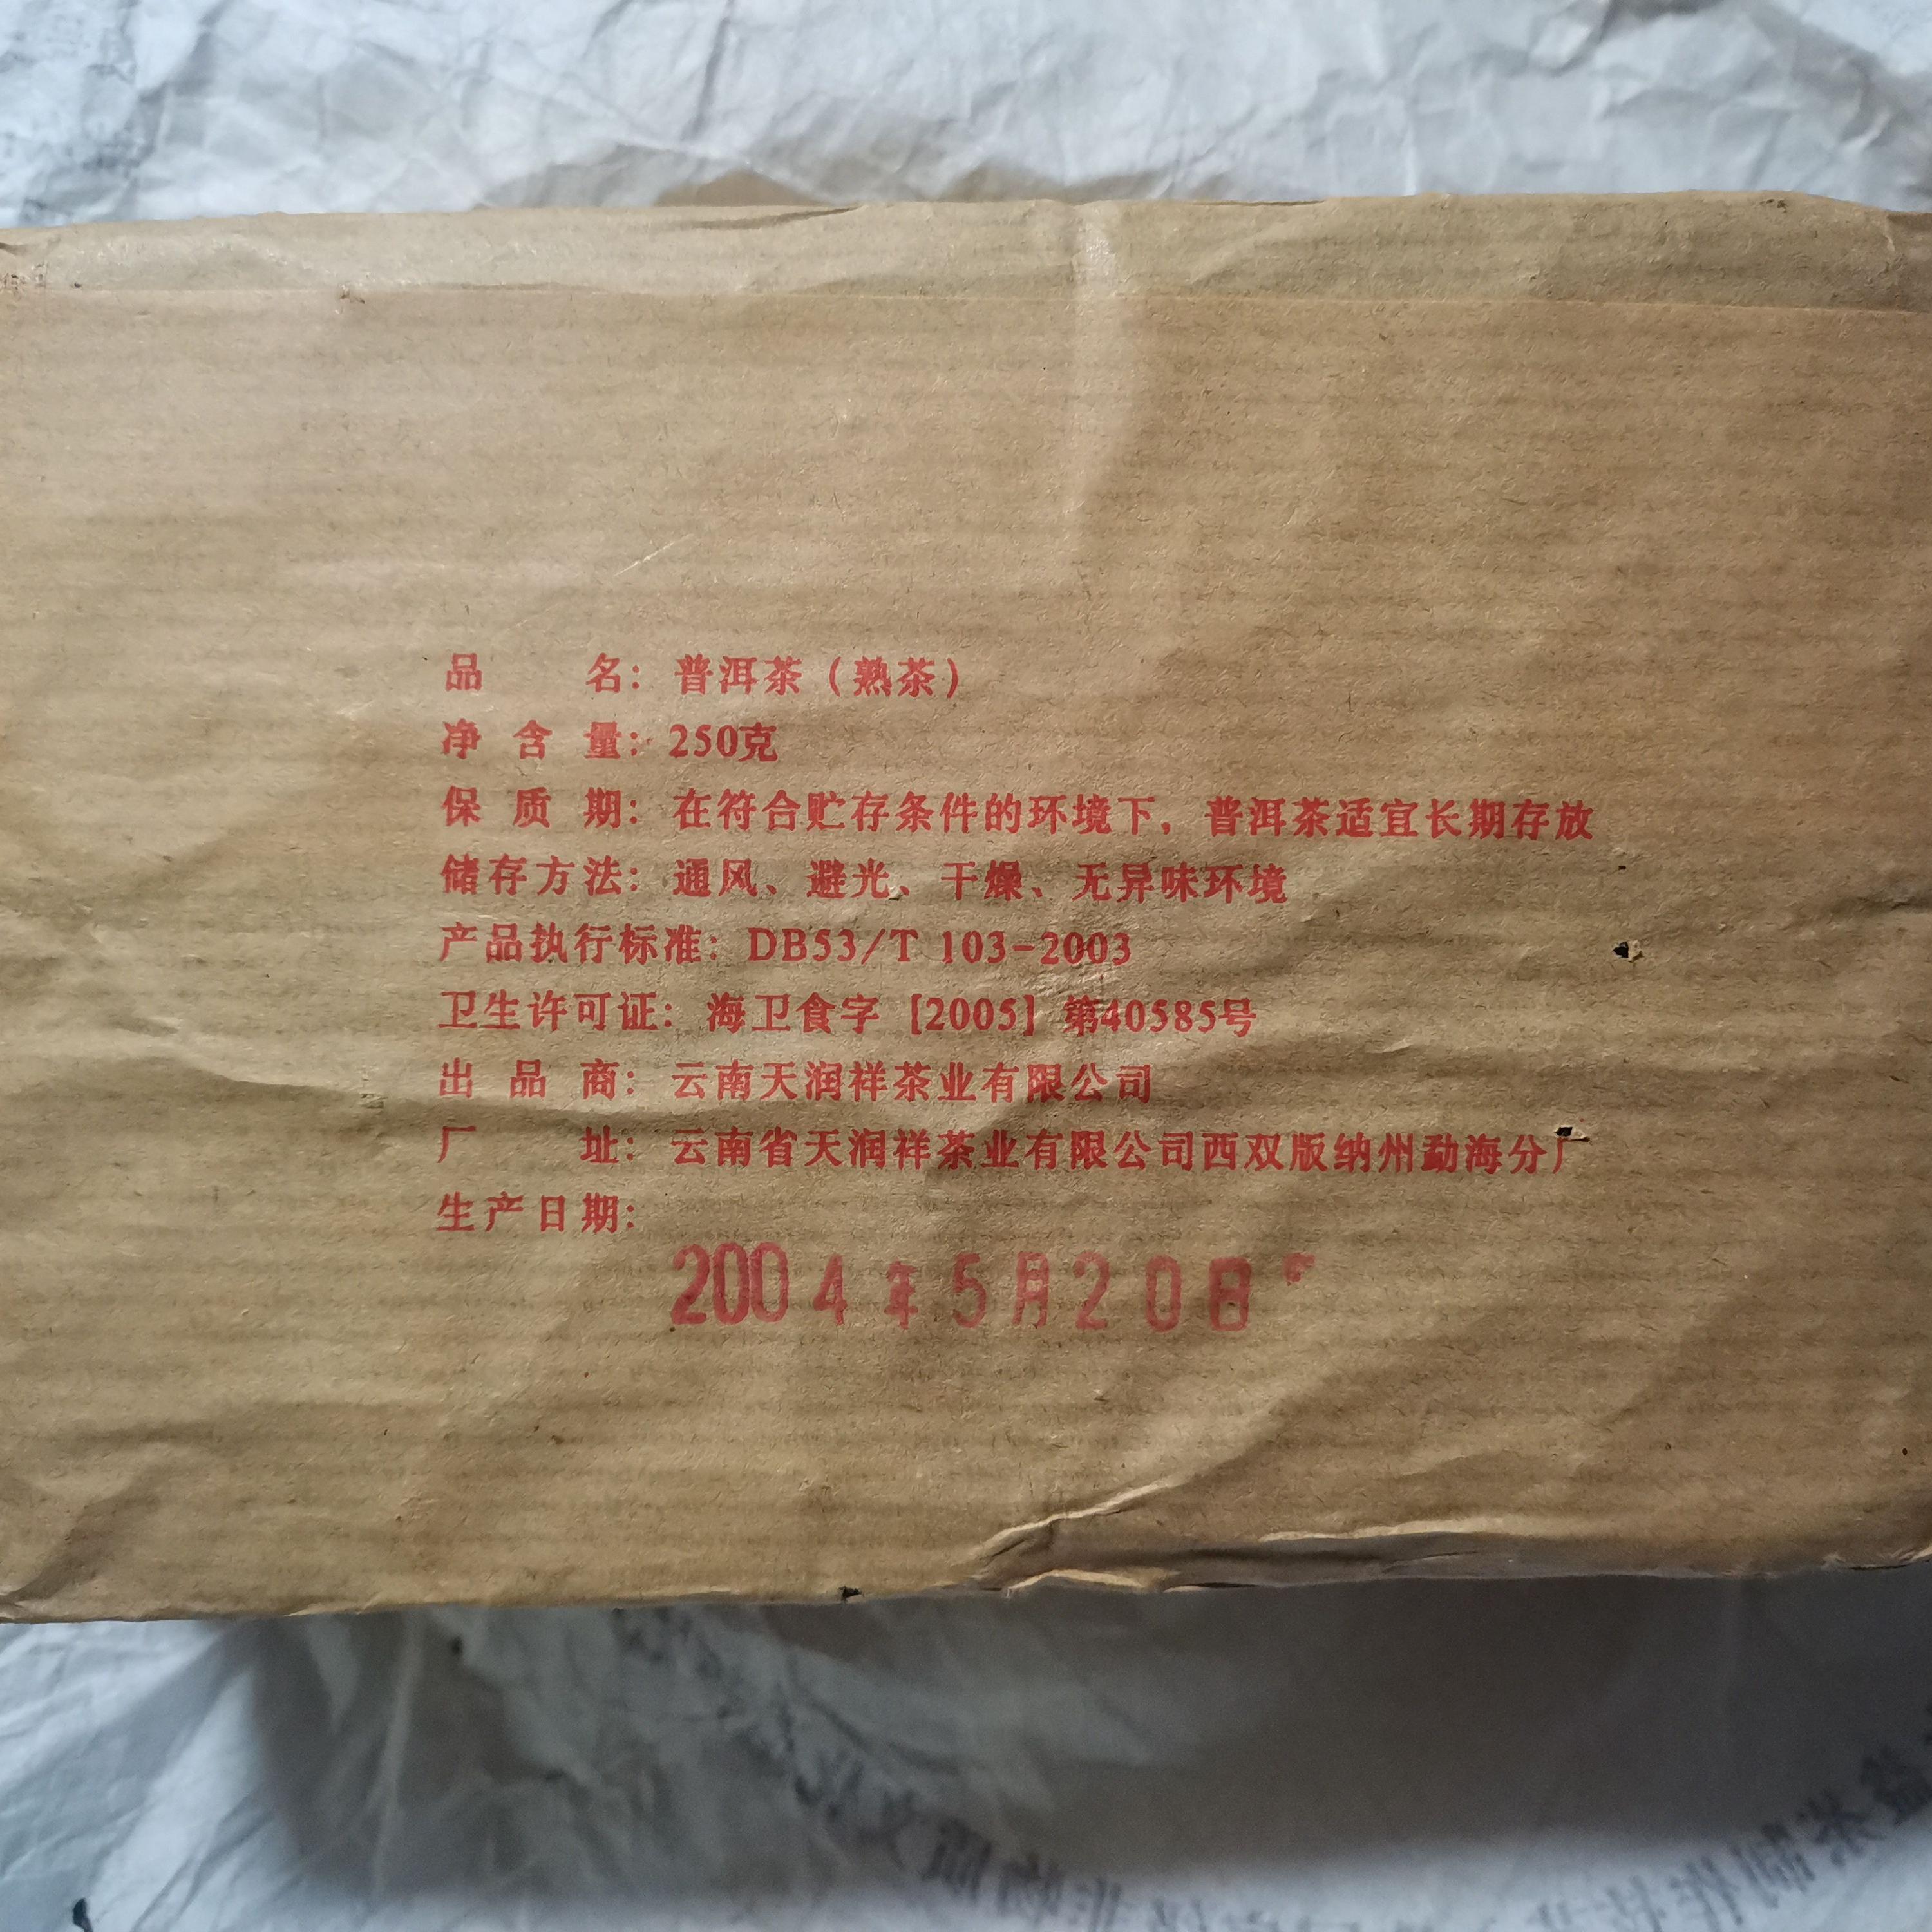 品名：普洱茶（熟茶）
净含量：250克
保质期：在符合贮存条件的环境下，普洱茶适宜长期存放
储存方法：通风、避光、干燥、无异味环境
产品执行标准：DB53/T 103-2003
卫生许可证：海卫食字［2005］第40585号
出品商：云南天润祥茶业有限公司
厂址：云南省天润祥茶业有限公司西双版纳州勐海分厂
生产日期：
2004年5月20日